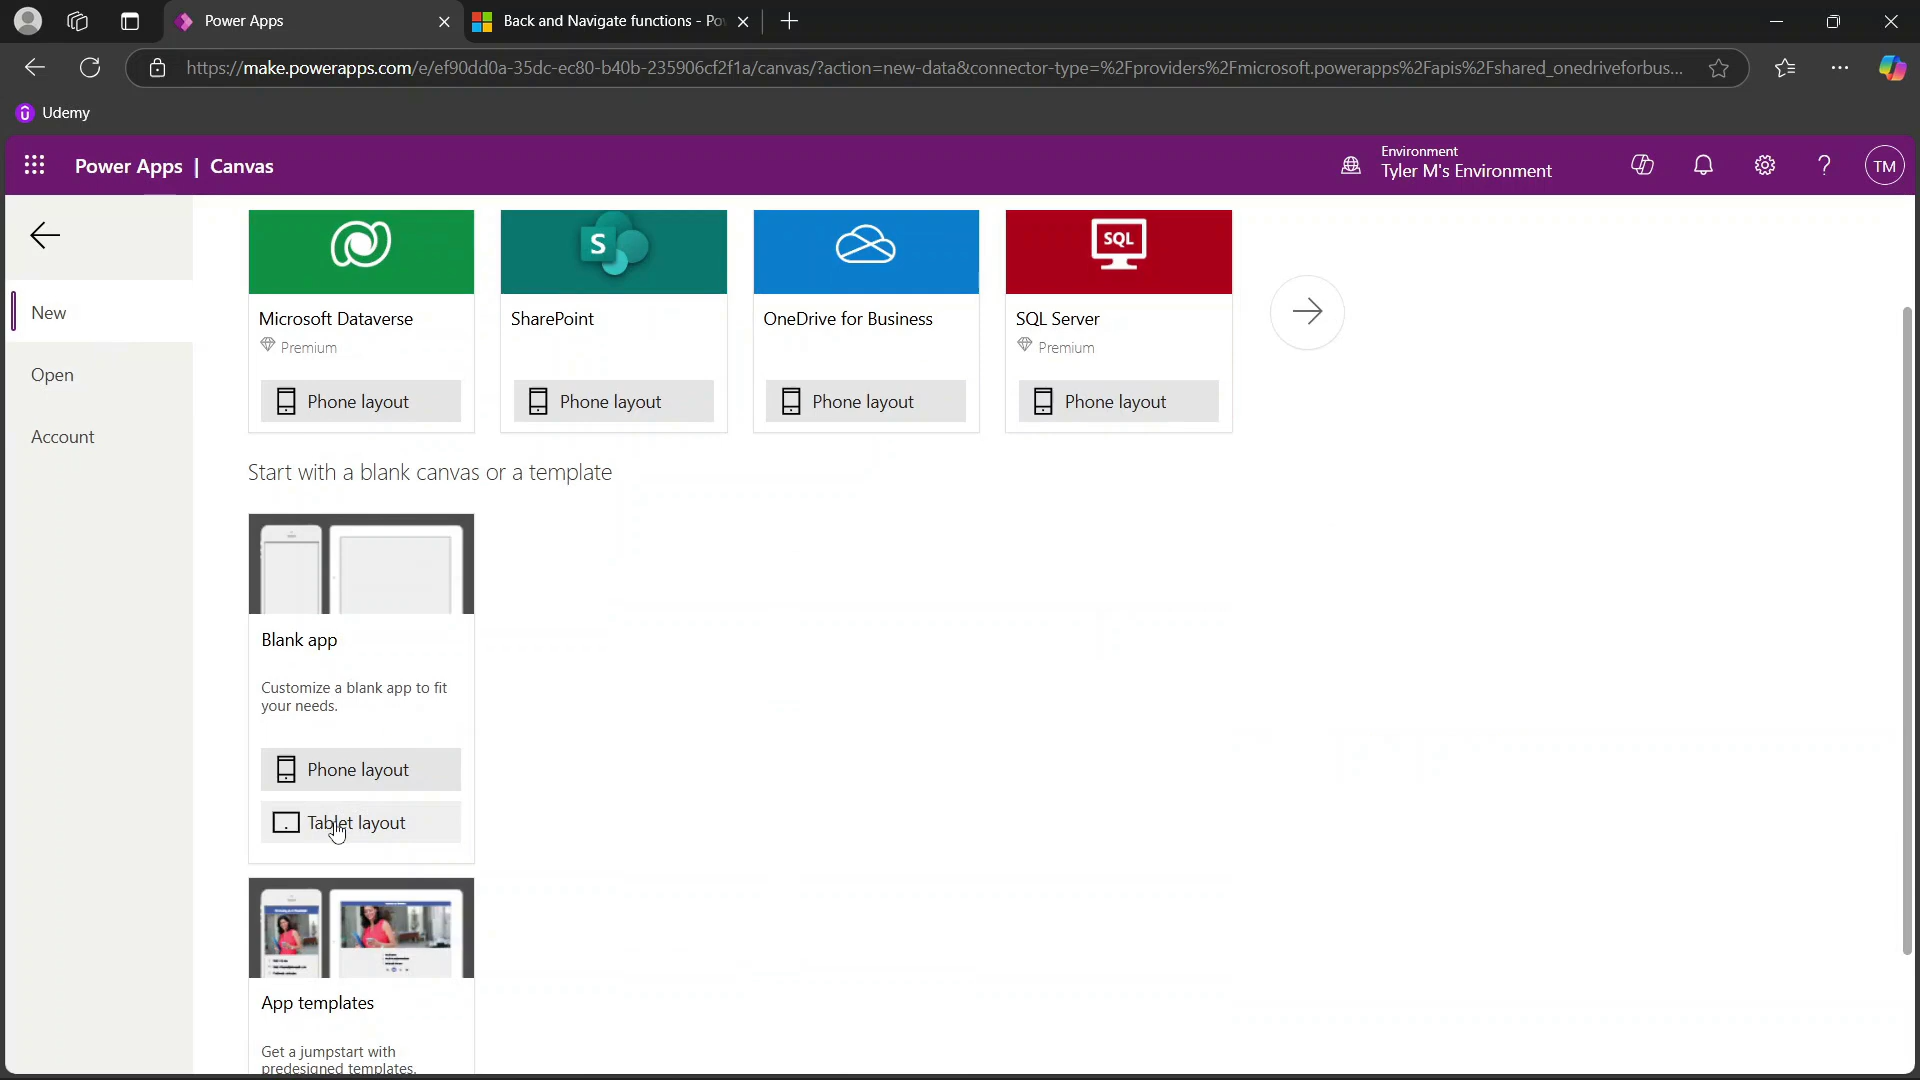 Power Apps
Back and Navigate functions - Po
https://make.powerapps.com/e/ef90dd0a-35dc-ec80-b40b-235906cf2f1a/canvas/?action=new-data&connector-type=%2Fproviders%2Fmicrosoft.powerapps%2Fapis%2Fshared_onedriveforbus...
Udemy
Power Apps | Canvas
Environment
Tyler M's Environment
TM
New
Open
Account
S
SQL
Microsoft Dataverse
SharePoint
OneDrive for Business
SQL Server
Premium
Premium
Phone layout
Phone layout
Phone layout
Phone layout
Start with a blank canvas or a template
Blank app
Customize a blank app to fit
your needs.
Phone layout
Tablet layout
App templates
Get a jumpstart with
predesigned templates.